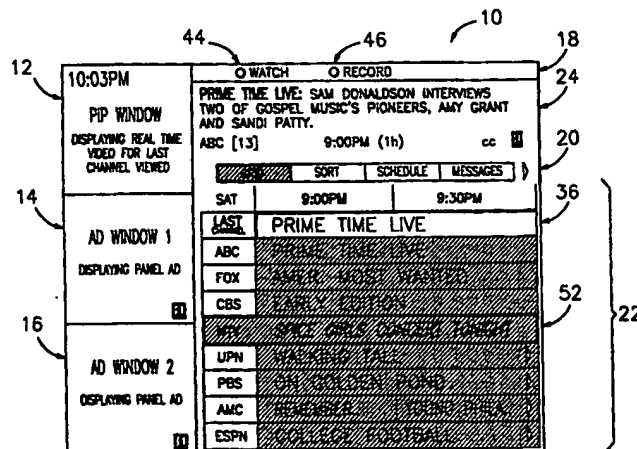 44
46
10
12
18
10:03PM
WATCH
RECORD
24
PIP WINDOW
DISPLAYING REAL TIME
VIDEO FOR LAST
CHANNEL VIEWED
PRIME TIME LIVE: SAM DONALDSON INTERVIEWS
TWO OF GOSPEL MUSIC'S PIONEERS, AMY GRANT
AND SANDI PATTY.
ABC [13] 9:00PM (1h) cc
20
SORT SCHEDULE MESSAGES
14
SAT 9:00PM 9:30PM
36
AD WINDOW 1
DISPLAYING PANEL AD
LAST PRIME TIME LIVE
ABC PRIME TIME LIVE
FOX AMER. MOST WANTED
CBS EARLY EDITION
52
22
16
MTV SPICE GIRLS CONCERT TONIGHT
AD WINDOW 2
DISPLAYING PANEL AD
UPN WALKING TALL
PBS ON GOLDEN POND
AMC REMEMBER YOUNG PHILA.
ESPN COLLEGE FOOTBALL